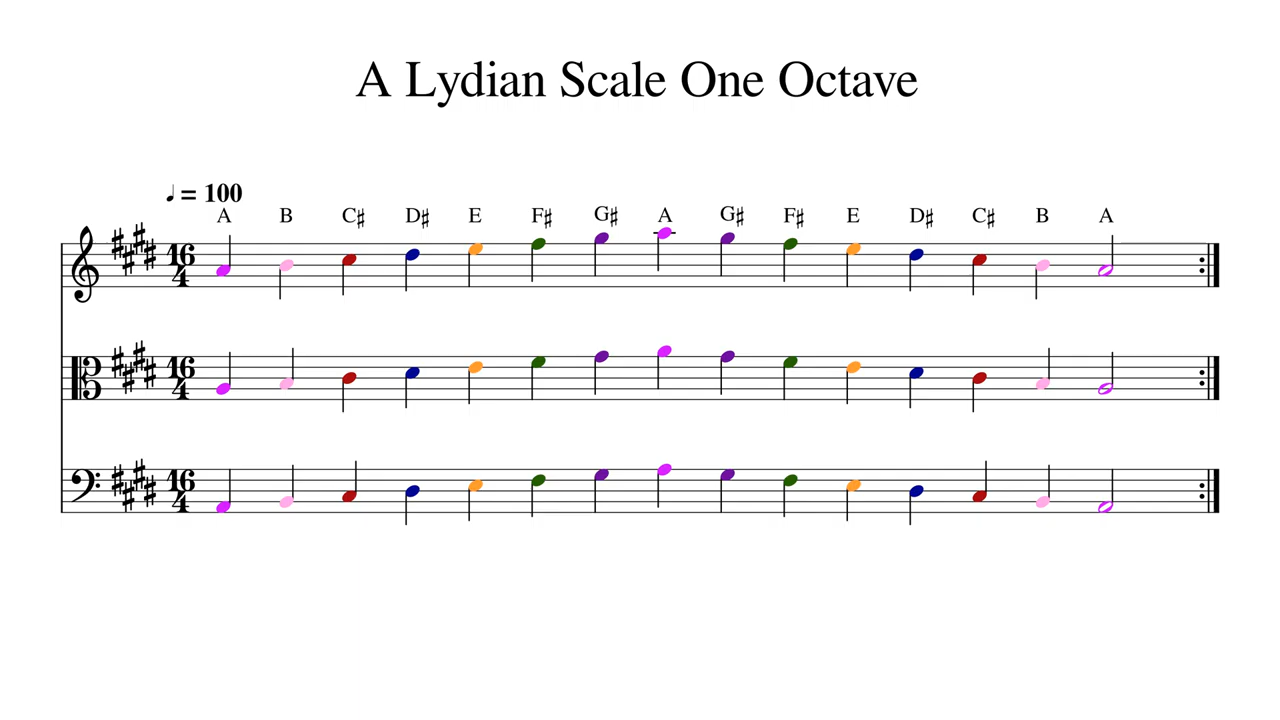 A Lydian Scale One Octave
♩ = 100
A B C♯ D♯ E F♯ G♯ A G♯ F♯ E D♯ C♯ B A
16
4
16
4
16
4